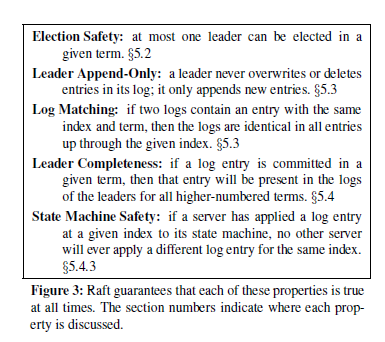 Election Safety: at most one leader can be elected in a
given term. §5.2
Leader Append-Only: a leader never overwrites or deletes
entries in its log; it only appends new entries. §5.3
Log Matching: if two logs contain an entry with the same
index and term, then the logs are identical in all entries
up through the given index. §5.3
Leader Completeness: if a log entry is committed in a
given term, then that entry will be present in the logs
of the leaders for all higher-numbered terms. §5.4
State Machine Safety: if a server has applied a log entry
at a given index to its state machine, no other server
will ever apply a different log entry for the same index.
§5.4.3
Figure 3: Raft guarantees that each of these properties is true
at all times. The section numbers indicate where each prop-
erty is discussed.